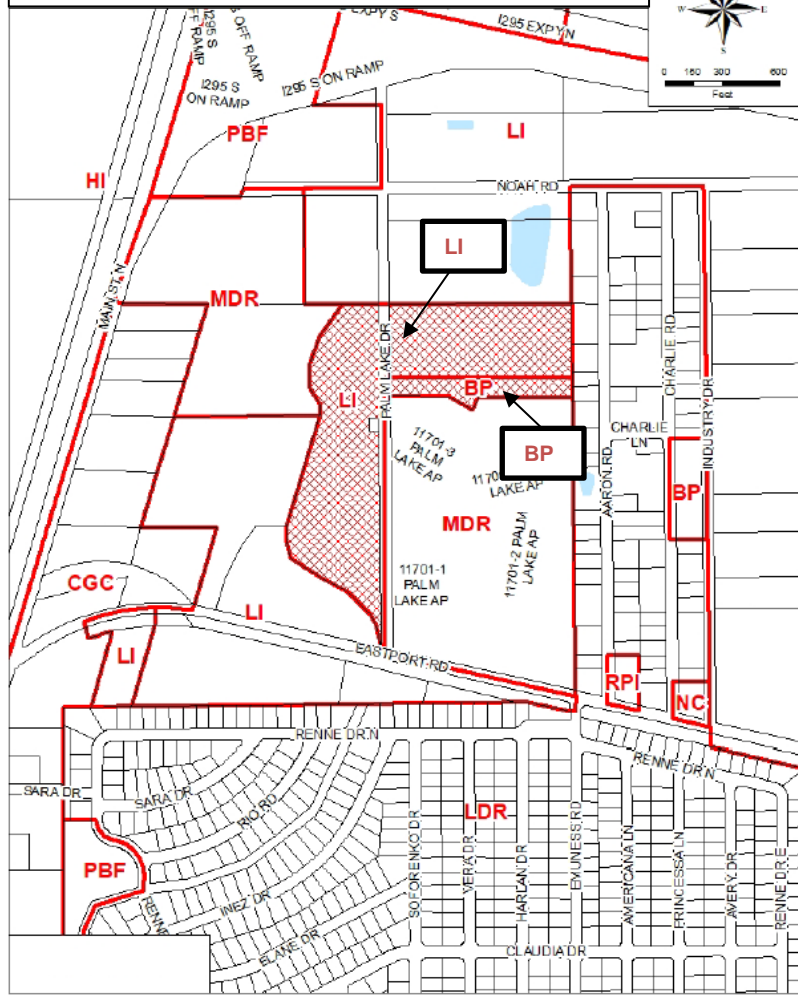 W
E
S
0 150 300 600
Feet
I295 S
OFF RAMP
S OFF RAMP
EXPY S
I295 EXPY N
I295 S
ON RAMP
I295 S ON RAMP
PBF
LI
HI
NOAH RD
LI
MAIN ST N
MDR
PALM LAKE DR
CHARLIE RD
LI
BP
INDUSTRY DR
11701-3
PALM
LAKE AP
CHARLIE
LN
BP
LAKE AP
AARON RD
BP
MDR
11701-2 PALM
LAKE AP
11701-1
PALM
LAKE AP
CGC
LI
EASTPORT RD
LI
RPI
NC
RENNE DR N
RENNE DR N
SARA DR
SARA DR
RIO RD
LDR
SOFORENKO DR
VERA DR
HARLAN DR
EMUNESS RD
AMERICANA LN
PRINCESSA LN
AVERY DR
RENNE DR E
PBF
RENNE
INEZ DR
ELANE DR
CLAUDIA DR